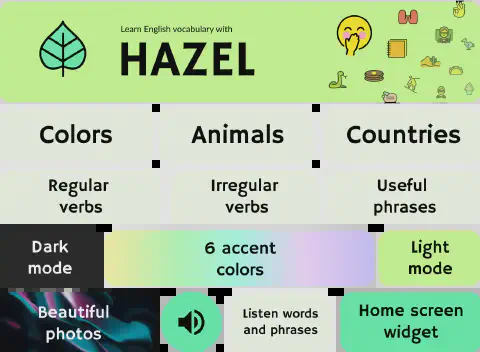 Learn English vocabulary with
HAZEL
Colors
Animals
Countries
Regular
verbs
Irregular
verbs
Useful
phrases
Dark
mode
6 accent
colors
Light
mode
Beautiful
photos
Listen words
and phrases
Home screen
widget